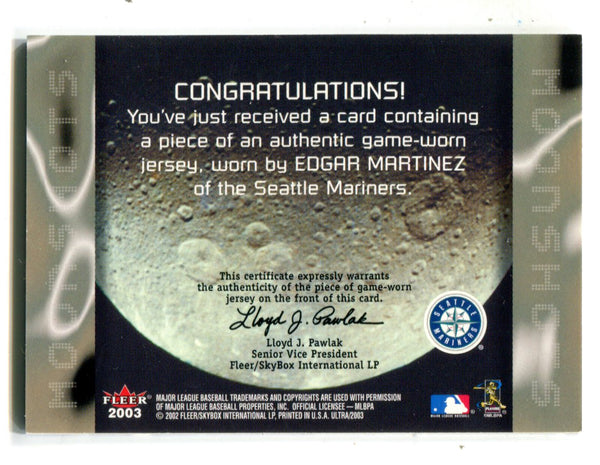 MOONSHOTS
CONGRATULATIONS!
You've just received a card containing
a piece of an authentic game-worn
jersey, worn by EDGAR MARTINEZ
of the Seattle Mariners.
MOONSHOTS
This certificate expressly warrants
the authenticity of the piece of game-worn
jersey on the front of this card.
Lloyd J. Pawlak
Lloyd J. Pawlak
Senior Vice President
Fleer/SkyBox International LP
SEATTLE
MARINERS
®
FLEER
2003
MAJOR LEAGUE BASEBALL TRADEMARKS AND COPYRIGHTS ARE USED WITH PERMISSION
OF MAJOR LEAGUE BASEBALL PROPERTIES, INC. OFFICIAL LICENSEE — MLBPA
© 2002 FLEER/SKYBOX INTERNATIONAL LP, PRINTED IN U.S.A. ULTRA/2003
MAJOR LEAGUE BASEBALL
PLAYERS